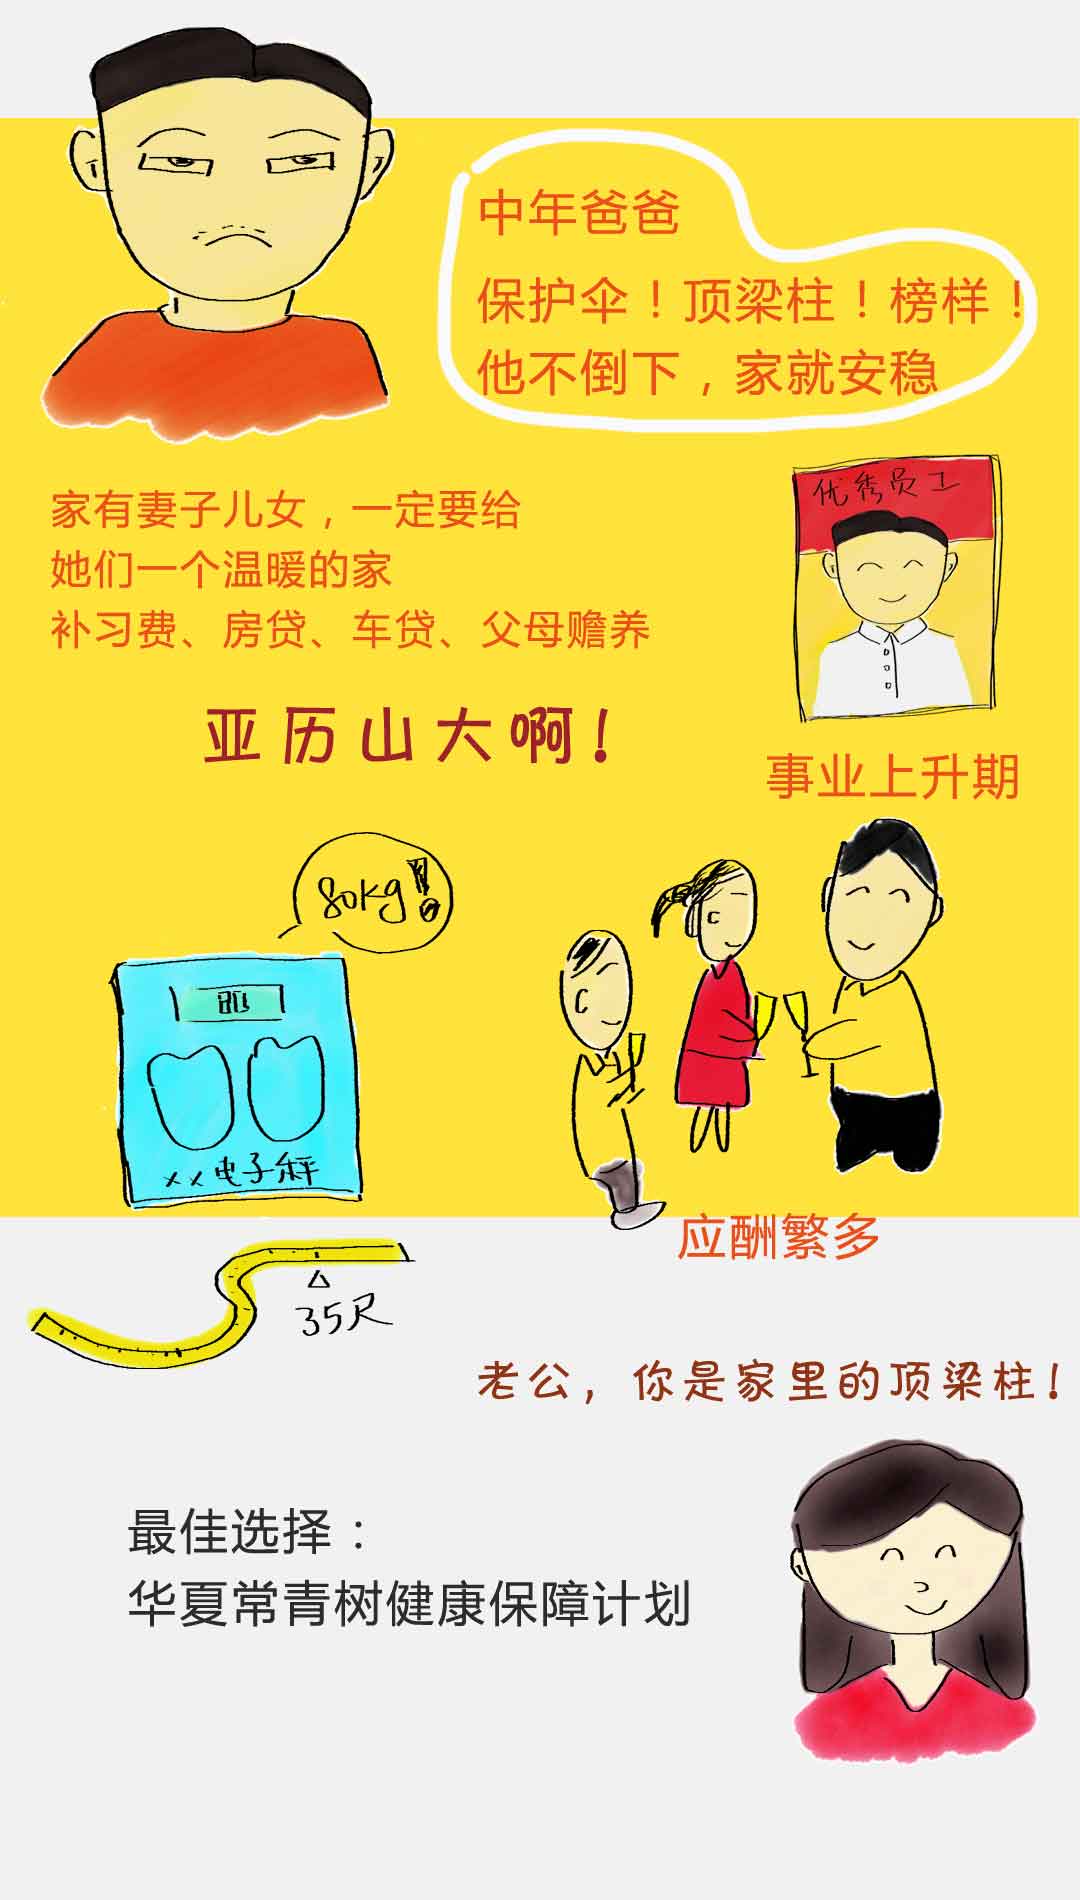 中年爸爸
保护伞！顶梁柱！榜样！
他不倒下，家就安稳
优秀员工
家有妻子儿女，一定要给
她们一个温暖的家
补习费、房贷、车贷、父母赡养
亚历山大啊！
事业上升期
80kg!
80
××电子秤
应酬繁多
35尺
老公，你是家里的顶梁柱！
最佳选择：
华夏常青树健康保障计划